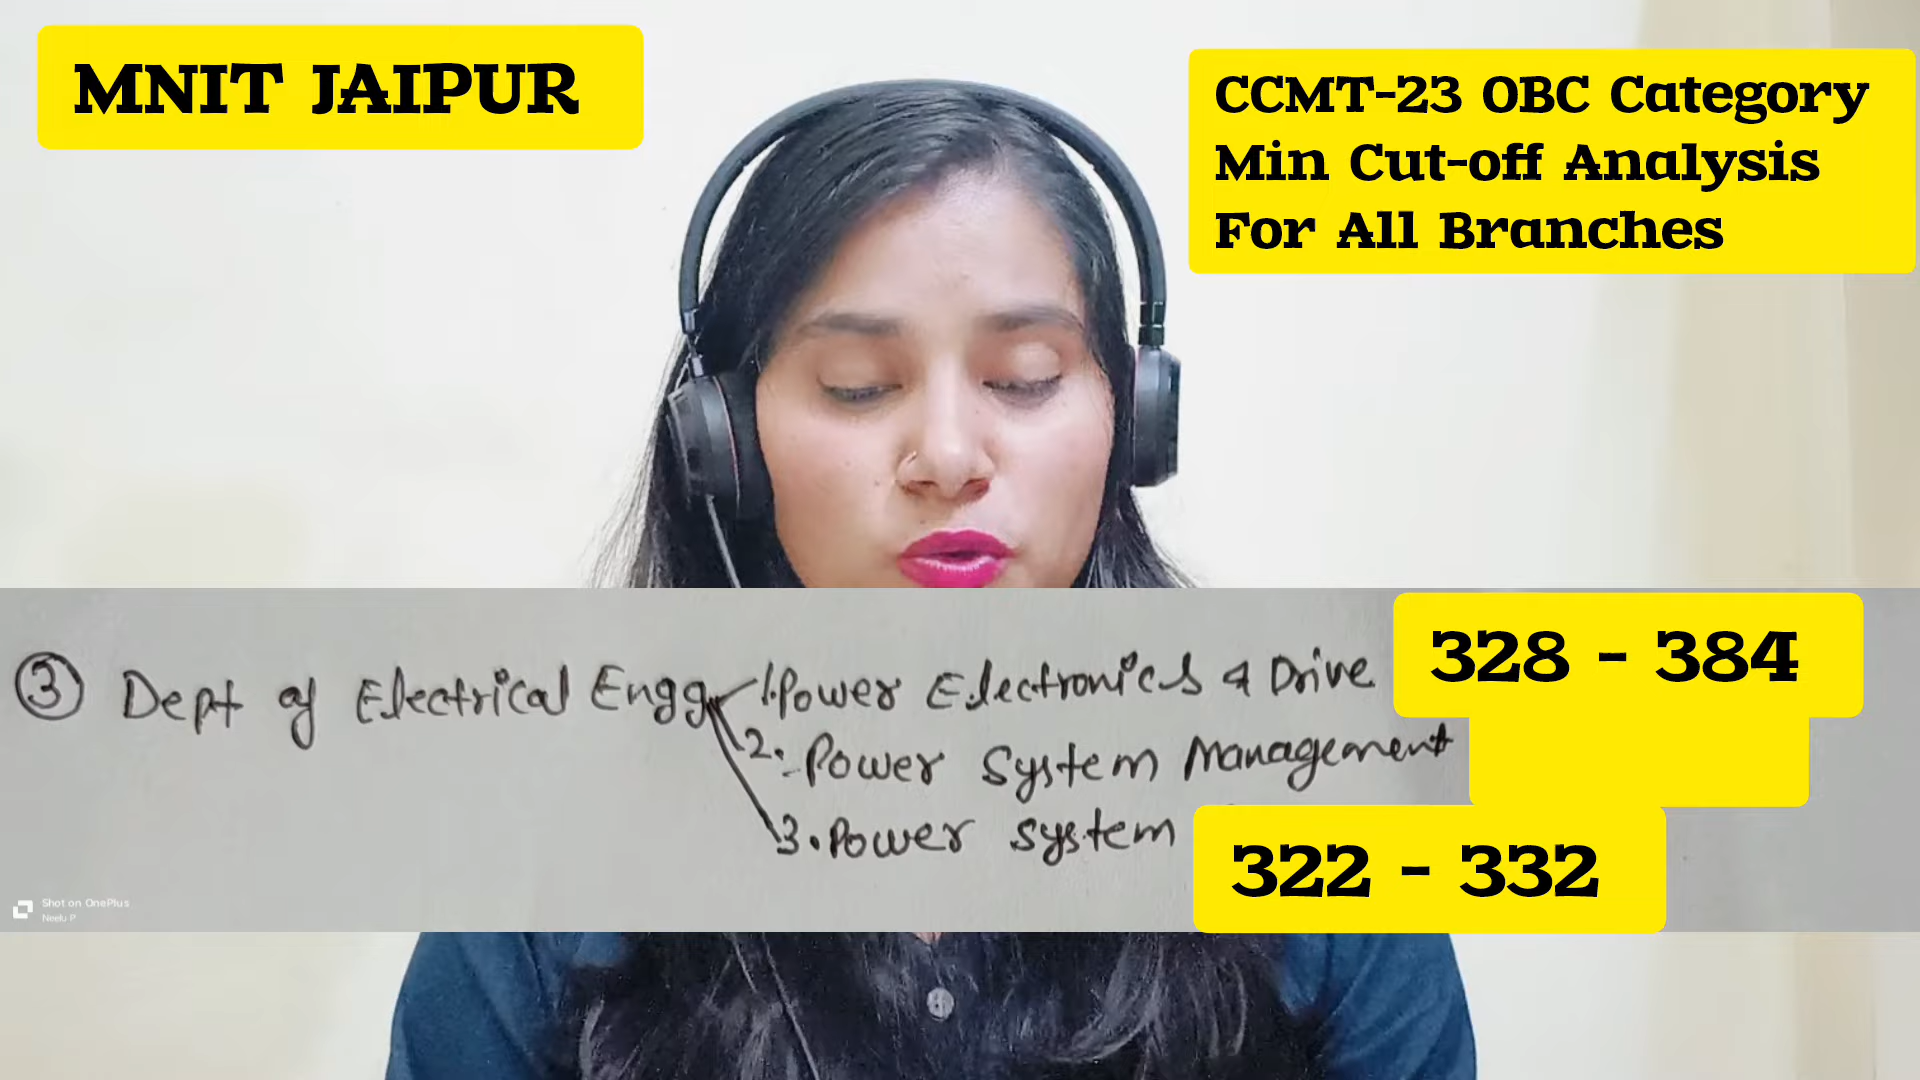 MNIT JAIPUR
CCMT-23 OBC Category
Min Cut-off Analysis
For All Branches
③ Dept of Electrical Engg
1. Power Electronics & Drive
328 - 384
2. Power System Management
3. Power system
322 - 332
Shot on OnePlus
Neelu P